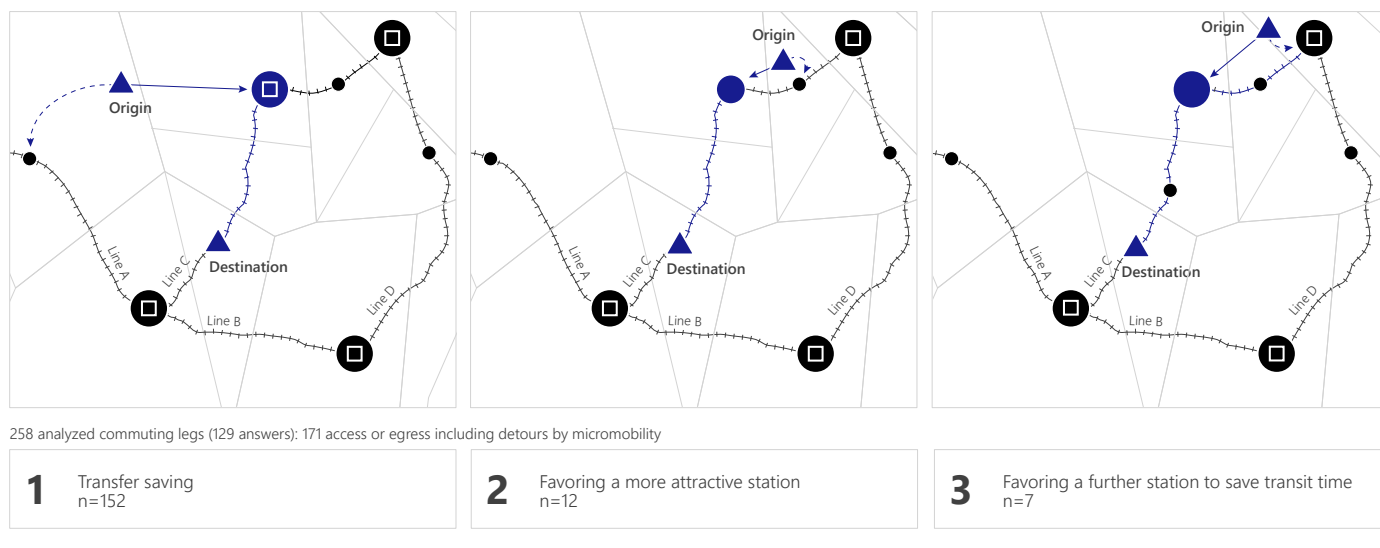 Origin
Line A
Line C
Destination
Line B
Line D
Origin
Line A
Line C
Destination
Line B
Line D
Origin
Line A
Line C
Destination
Line B
Line D
258 analyzed commuting legs (129 answers): 171 access or egress including detours by micromobility
1
Transfer saving
n=152
2
Favoring a more attractive station
n=12
3
Favoring a further station to save transit time
n=7